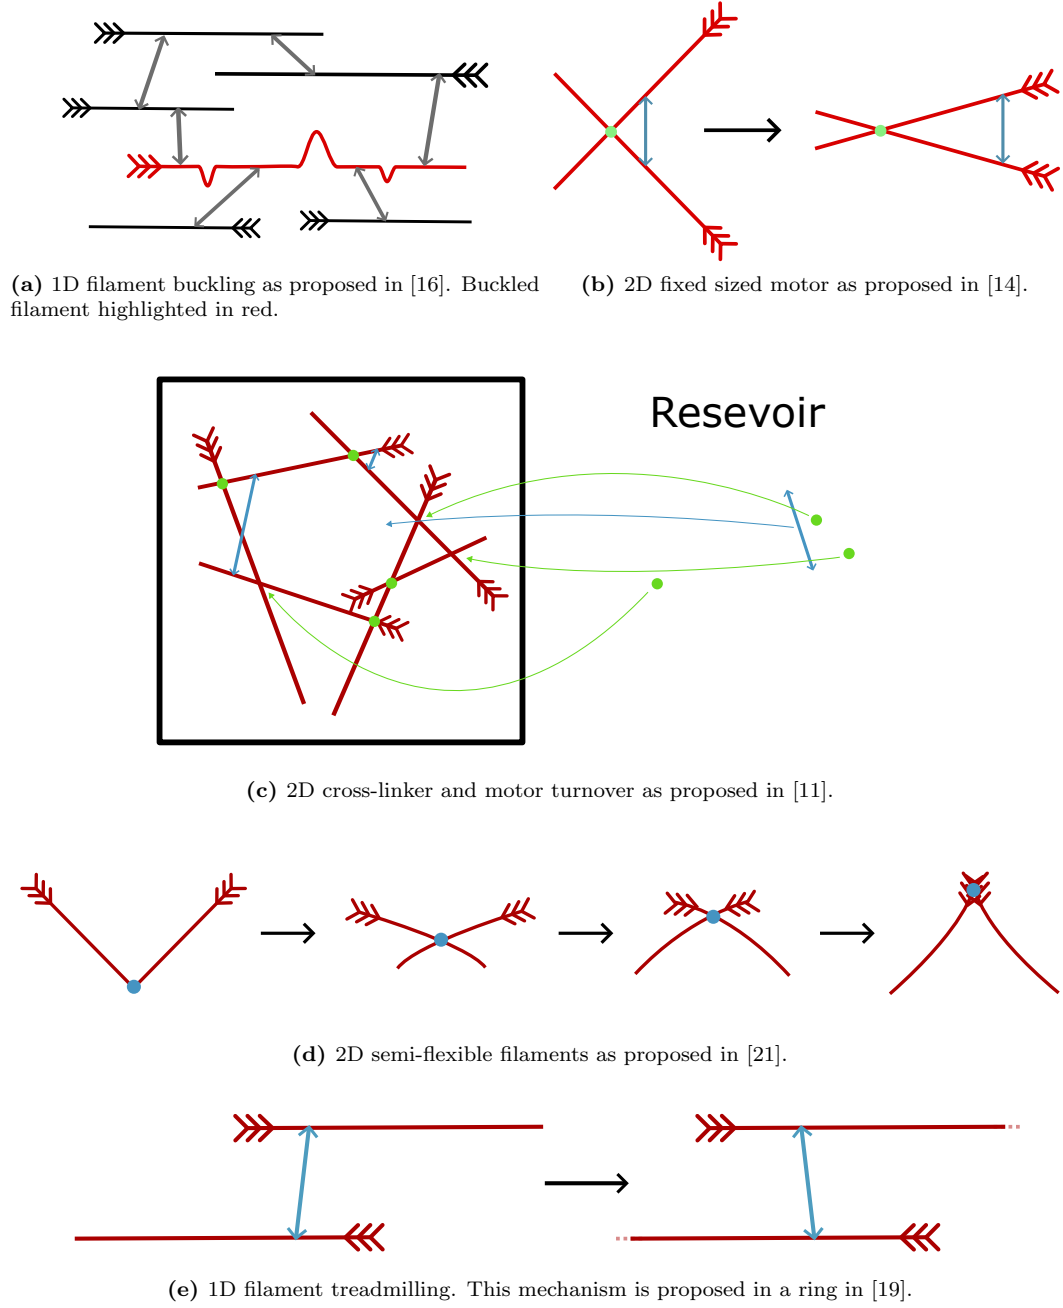 (a) 1D filament buckling as proposed in [16]. Buckled
filament highlighted in red.
(b) 2D fixed sized motor as proposed in [14].
Resevoir
(c) 2D cross-linker and motor turnover as proposed in [11].
(d) 2D semi-flexible filaments as proposed in [21].
(e) 1D filament treadmilling. This mechanism is proposed in a ring in [19].